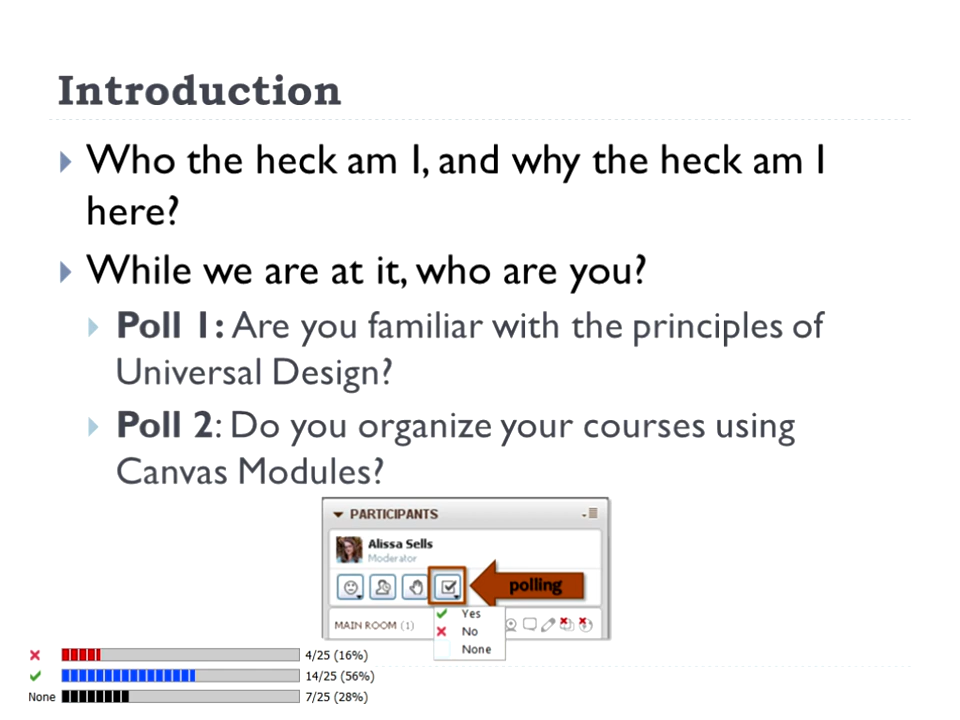 Introduction
Who the heck am I, and why the heck am I
here?
While we are at it, who are you?
Poll 1: Are you familiar with the principles of
Universal Design?
Poll 2: Do you organize your courses using
Canvas Modules?
PARTICIPANTS
Alissa Sells
Moderator
polling
MAIN ROOM (1)
Yes
No
None
4/25 (16%)
14/25 (56%)
None 7/25 (28%)